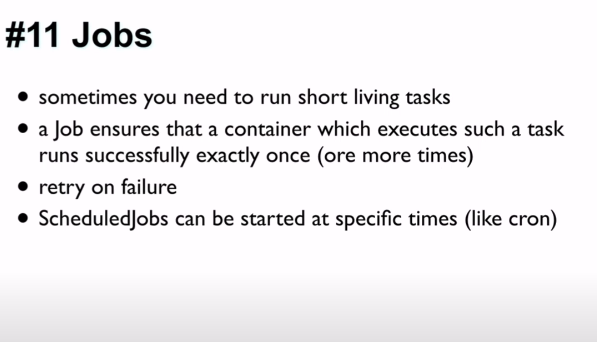 #11 Jobs
• sometimes you need to run short living tasks
• a Job ensures that a container which executes such a task
runs successfully exactly once (ore more times)
• retry on failure
• ScheduledJobs can be started at specific times (like cron)